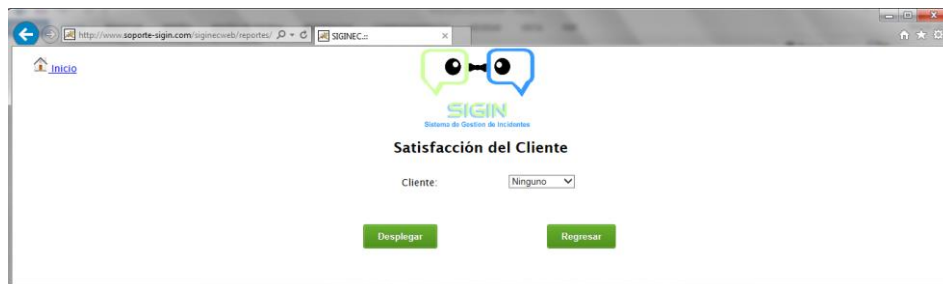 http://www.soporte-sigin.com/siginecweb/reportes/
SIGINEC.::
Inicio
SIGIN
Sistema de Gestion de Incidentes
Satisfacción del Cliente
Cliente:
Ninguno
Desplegar
Regresar